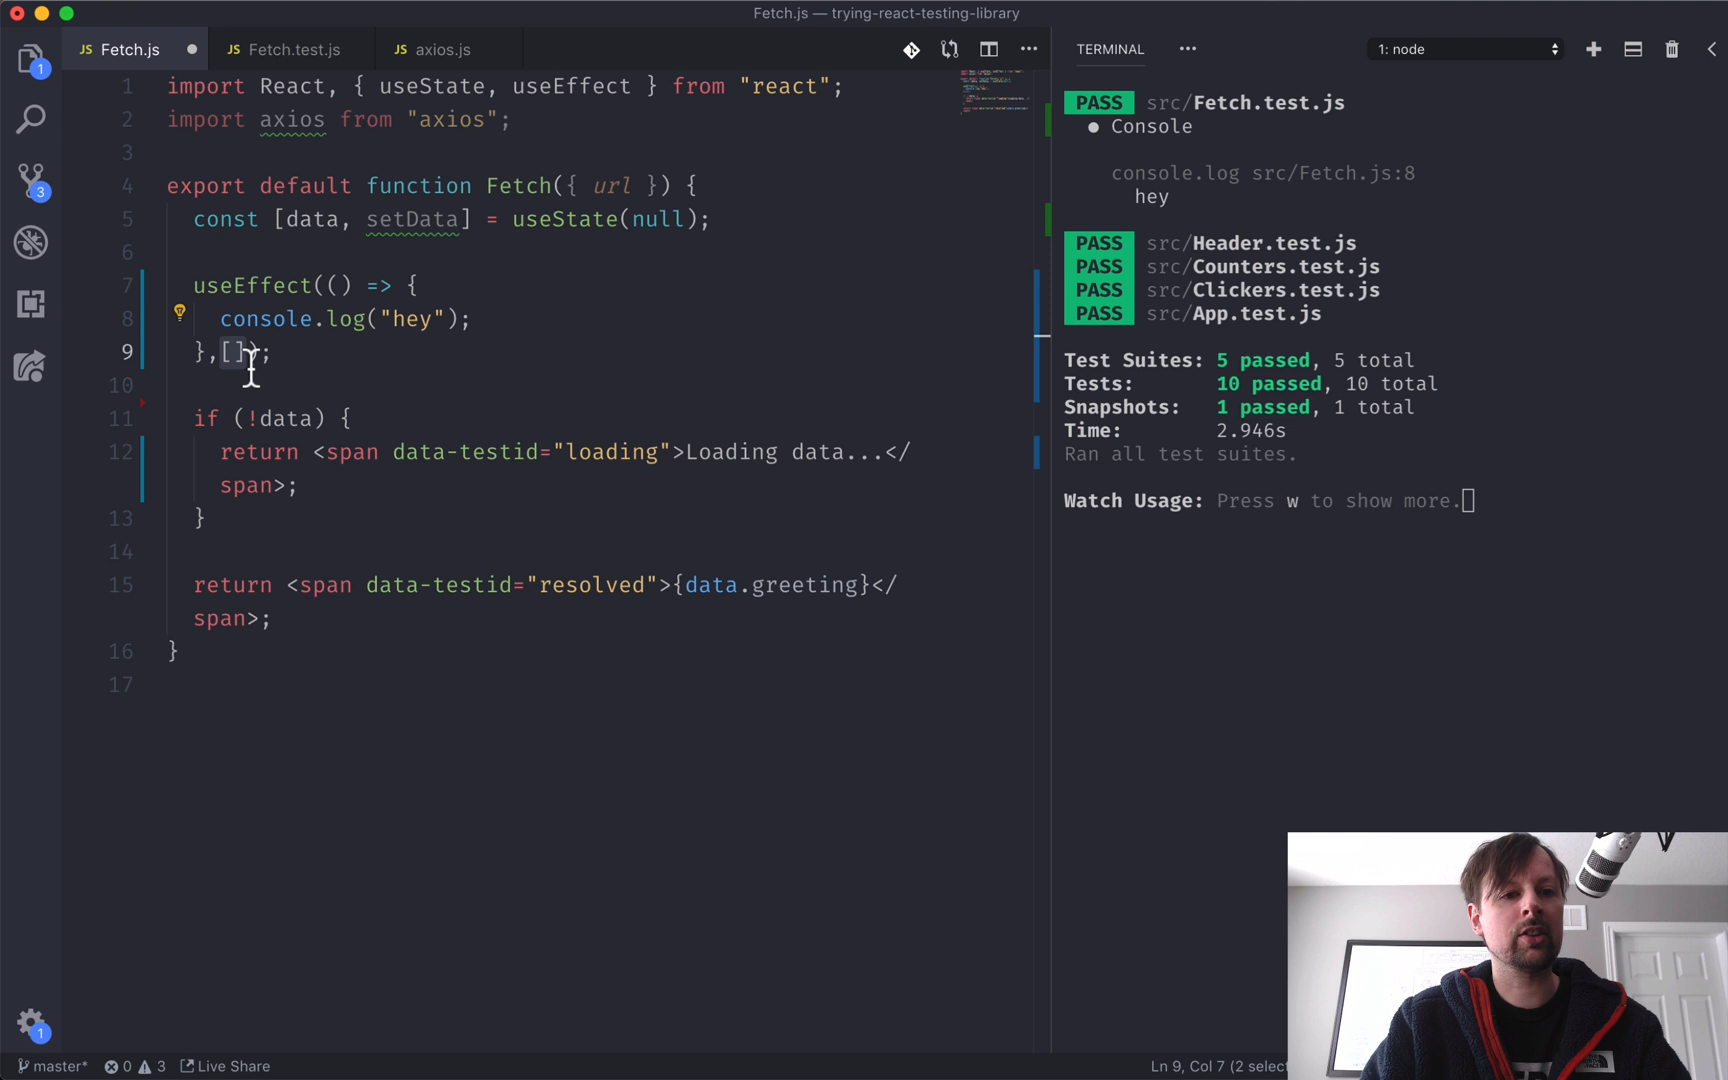 Fetch.js — trying-react-testing-library
JS Fetch.js
JS Fetch.test.js
JS axios.js
TERMINAL
1: node
1
3
1
1 import React, { useState, useEffect } from "react";
2 import axios from "axios";
3
4 export default function Fetch({ url }) {
5 const [data, setData] = useState(null);
6
7 useEffect(() => {
8 console.log("hey");
9 },[]);
10
11 if (!data) {
12 return <span data-testid="loading">Loading data...</
span>;
13 }
14
15 return <span data-testid="resolved">{data.greeting}</
span>;
16 }
17
PASS src/Fetch.test.js
● Console
console.log src/Fetch.js:8
hey
PASS src/Header.test.js
PASS src/Counters.test.js
PASS src/Clickers.test.js
PASS src/App.test.js
Test Suites: 5 passed, 5 total
Tests: 10 passed, 10 total
Snapshots: 1 passed, 1 total
Time: 2.946s
Ran all test suites.
Watch Usage: Press w to show more.
master* 0 3 Live Share
Ln 9, Col 7 (2 select